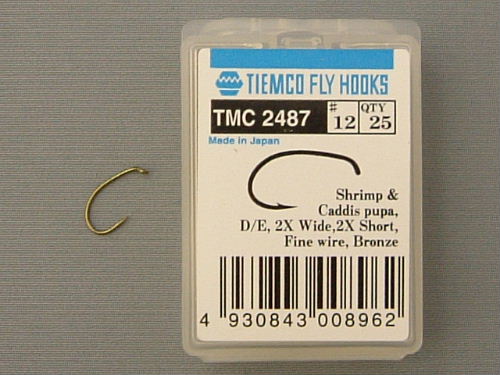 TIEMCO FLY HOOKS
TMC 2487 # 12 QTY 25
Made in Japan
Shrimp &
Caddis pupa,
D/E, 2X Wide,2X Short,
Fine wire, Bronze
4 930843 008962